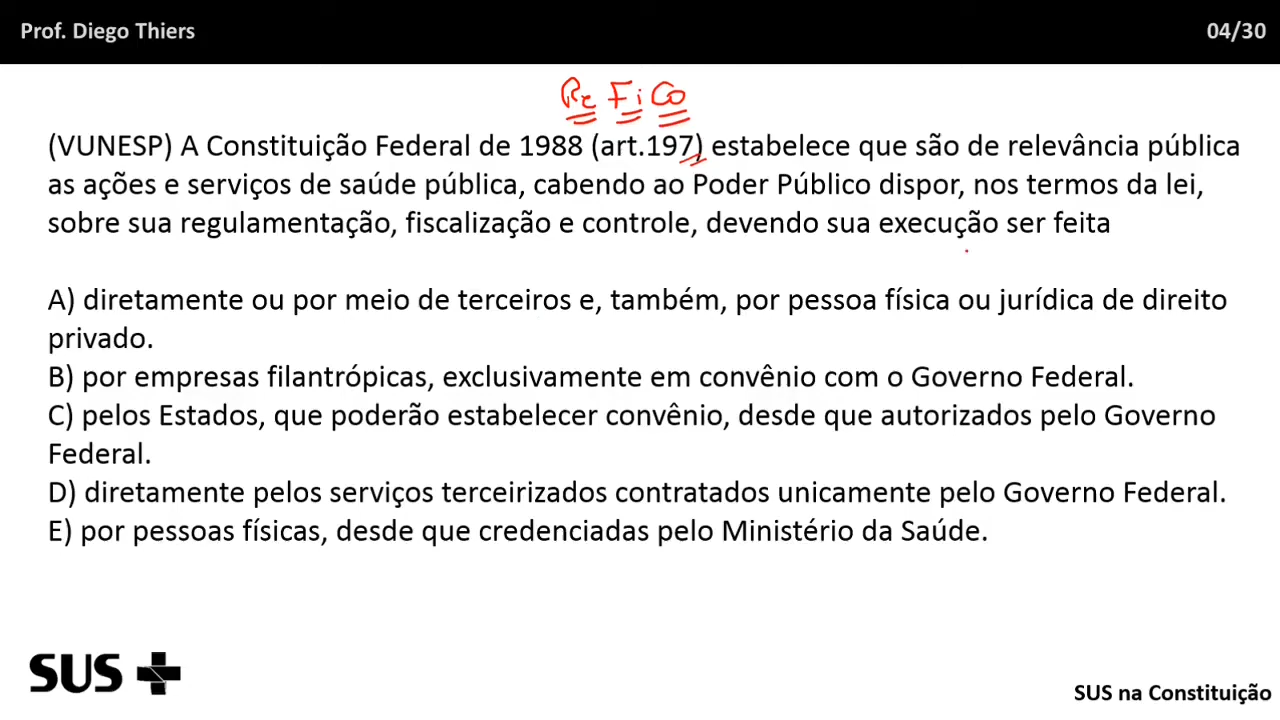 Prof. Diego Thiers
04/30
Re Fi Co
(VUNESP) A Constituição Federal de 1988 (art.197) estabelece que são de relevância pública
as ações e serviços de saúde pública, cabendo ao Poder Público dispor, nos termos da lei,
sobre sua regulamentação, fiscalização e controle, devendo sua execução ser feita
A) diretamente ou por meio de terceiros e, também, por pessoa física ou jurídica de direito
privado.
B) por empresas filantrópicas, exclusivamente em convênio com o Governo Federal.
C) pelos Estados, que poderão estabelecer convênio, desde que autorizados pelo Governo
Federal.
D) diretamente pelos serviços terceirizados contratados unicamente pelo Governo Federal.
E) por pessoas físicas, desde que credenciadas pelo Ministério da Saúde.
SUS
SUS na Constituição